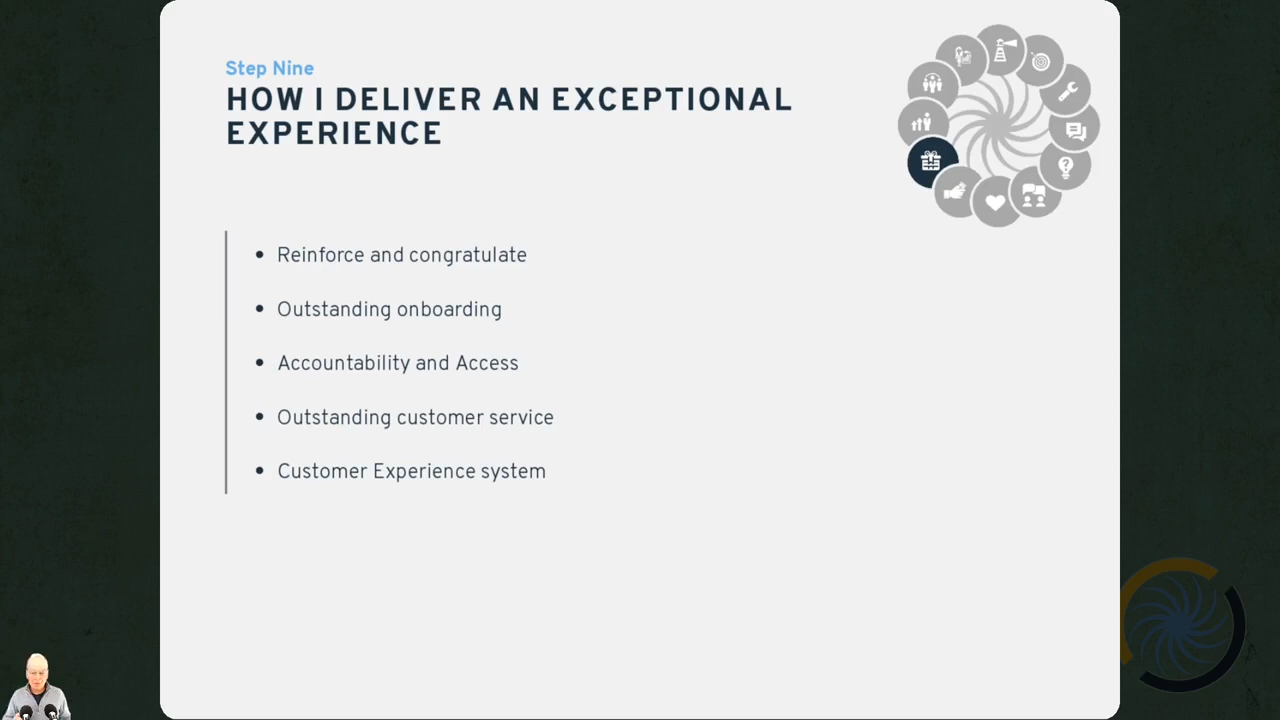 Step Nine
HOW I DELIVER AN EXCEPTIONAL
EXPERIENCE
• Reinforce and congratulate
• Outstanding onboarding
• Accountability and Access
• Outstanding customer service
• Customer Experience system